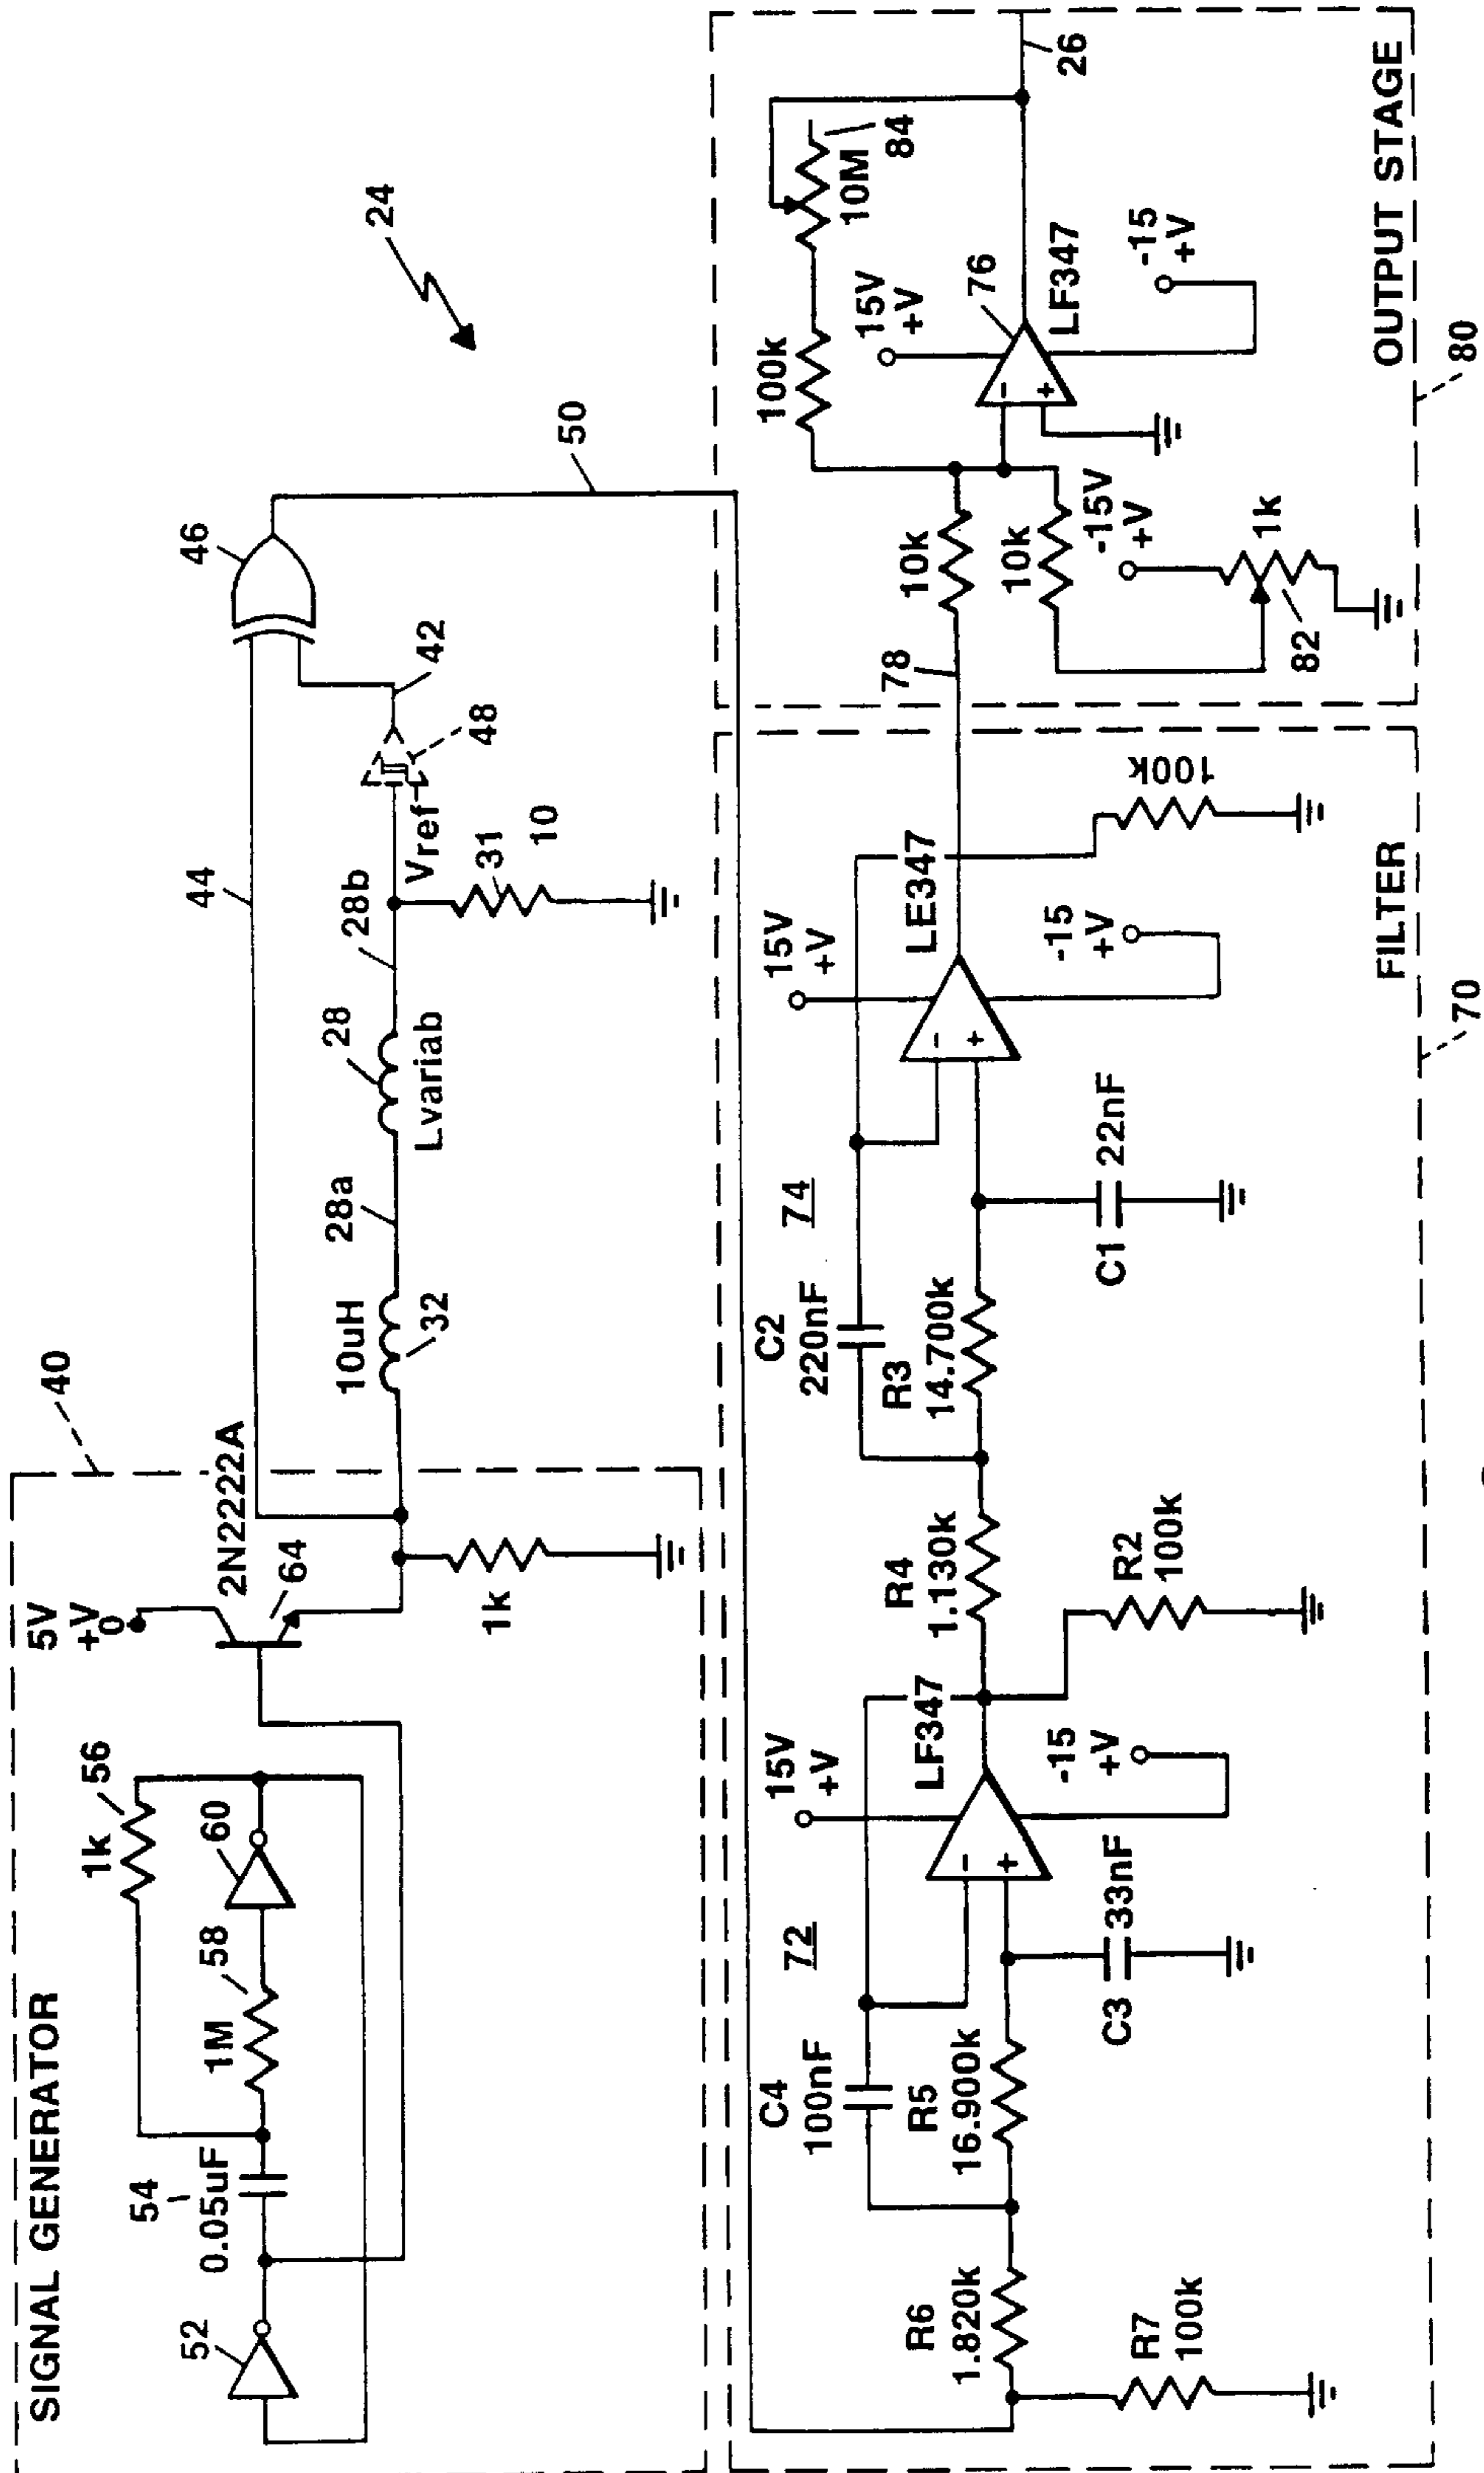 SIGNAL GENERATOR
52
54
0.05uF
1M
58
60
1k
56
5V
+V
0
2N2222A
64
1k
40
10uH
32
28a
28
Lvariab
28b
44
Vref
31
10
48
42
46
50
24
R6
1.820k
R7
100k
C4
100nF
R5
16.900k
72
C3
33nF
15V
+V
LF347
-15
+V
R4
1.130k
R2
100k
C2
220nF
R3
14.700k
74
C1
22nF
15V
+V
LE347
-15
+V
100k
FILTER
70
78
10k
10k
-15V
+V
1k
82
100k
10M
84
15V
+V
76
LF347
-15
+V
26
OUTPUT STAGE
80